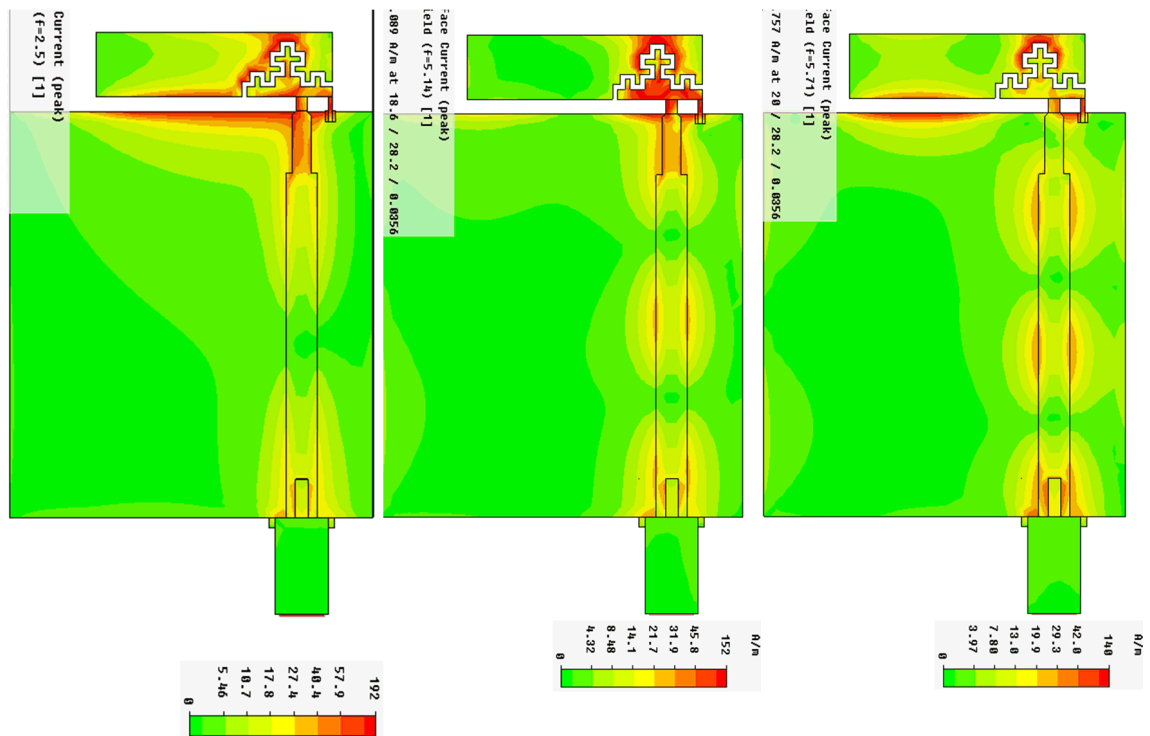 Current (peak)
(f=2.5) [1]
face Current (peak)
ield (f=5.14) [1]
.089 A/m at 18.6 / 28.2 / 0.0356
face Current (peak)
ield (f=5.71) [1]
.757 A/m at 20 / 28.2 / 0.0356
192
57.9
40.4
27.4
17.8
10.7
5.46
0
A/m
152
45.8
31.9
21.7
14.1
8.48
4.32
0
A/m
140
42.0
29.3
19.9
13.0
7.80
3.97
0